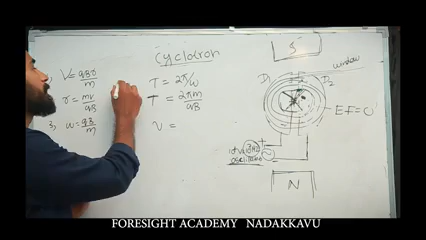 Cyclotron
V = qBr/m
r = mv/qB
3, ω = qB/m
T = 2π/ω
T = 2πm/qB
ν =
S
window
D1
D2
E F = 0
oscillator
N
FORESIGHT ACADEMY NADAKKAVU